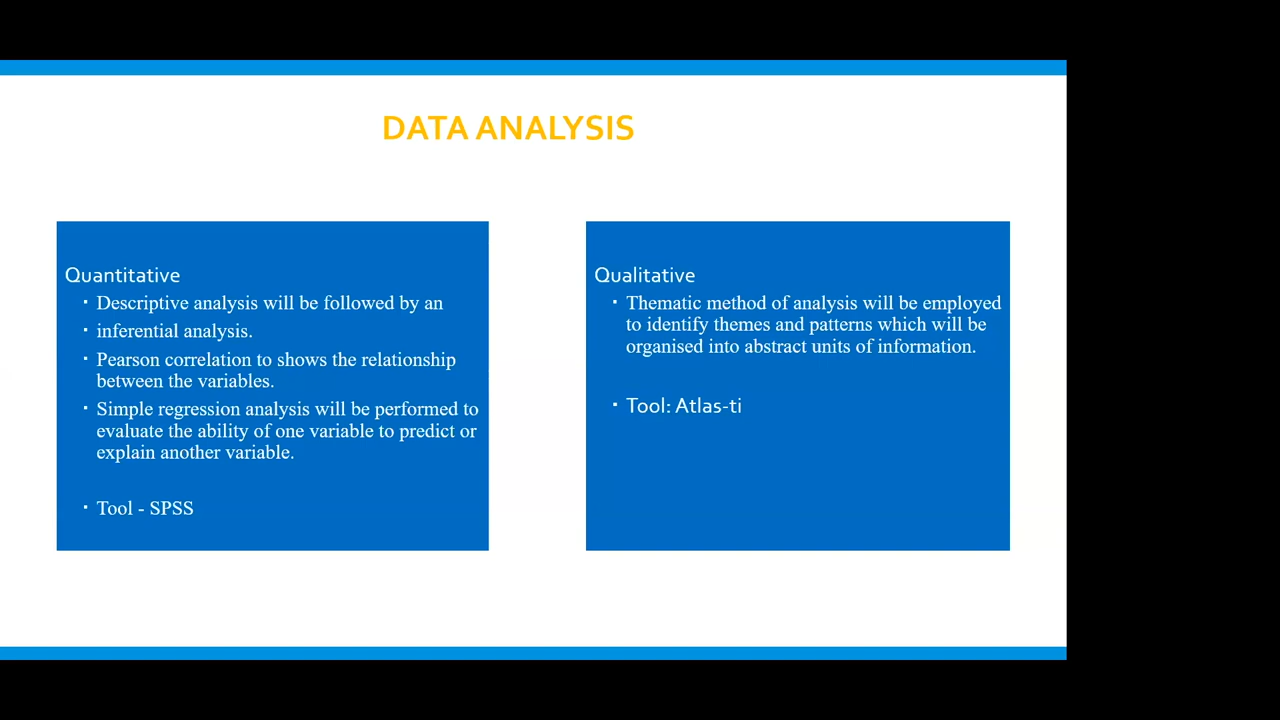 DATA ANALYSIS
Quantitative
▪ Descriptive analysis will be followed by an
▪ inferential analysis.
▪ Pearson correlation to shows the relationship
between the variables.
▪ Simple regression analysis will be performed to
evaluate the ability of one variable to predict or
explain another variable.
▪ Tool - SPSS
Qualitative
▪ Thematic method of analysis will be employed
to identify themes and patterns which will be
organised into abstract units of information.
▪ Tool: Atlas-ti